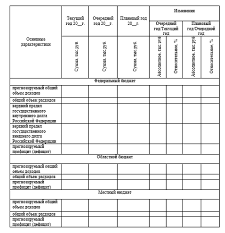 Основные
характеристики
Текущий
год 20__г.
Очередной
год 20__г.
Плановый год
20__г.
Изменения
Очередной
год/Текущий
год
Плановый
год/Очередной
год
Сумма, тыс.руб
Сумма, тыс.руб
Сумма, тыс.руб
Абсолютное, тыс.руб
Относительное, %
Абсолютное, тыс.руб
Относительное, %
Федеральный бюджет
прогнозируемый общий
объем доходов
общий объем расходов
верхний предел
государственного
внутреннего долга
Российской Федерации
верхний предел
государственного
внешнего долга
Российской Федерации
прогнозируемый
профицит (дефицит)
Областной бюджет
прогнозируемый общий
объем доходов
общий объем расходов
прогнозируемый
профицит (дефицит)
Местный бюджет
прогнозируемый общий
объем доходов
общий объем расходов
прогнозируемый
профицит (дефицит)